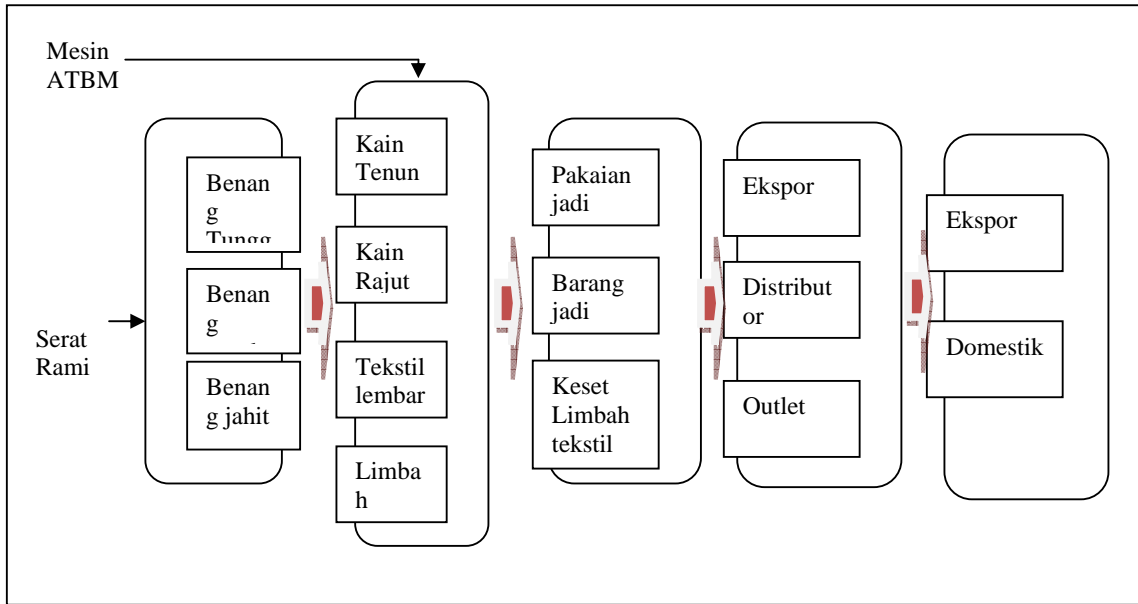 Mesin
ATBM
Serat
Rami
Benan
g
Tungg
Benan
g
Benan
g jahit
Kain
Tenun
Kain
Rajut
Tekstil
lembar
Limba
h
Pakaian
jadi
Barang
jadi
Keset
Limbah
tekstil
Ekspor
Distribut
or
Outlet
Ekspor
Domestik